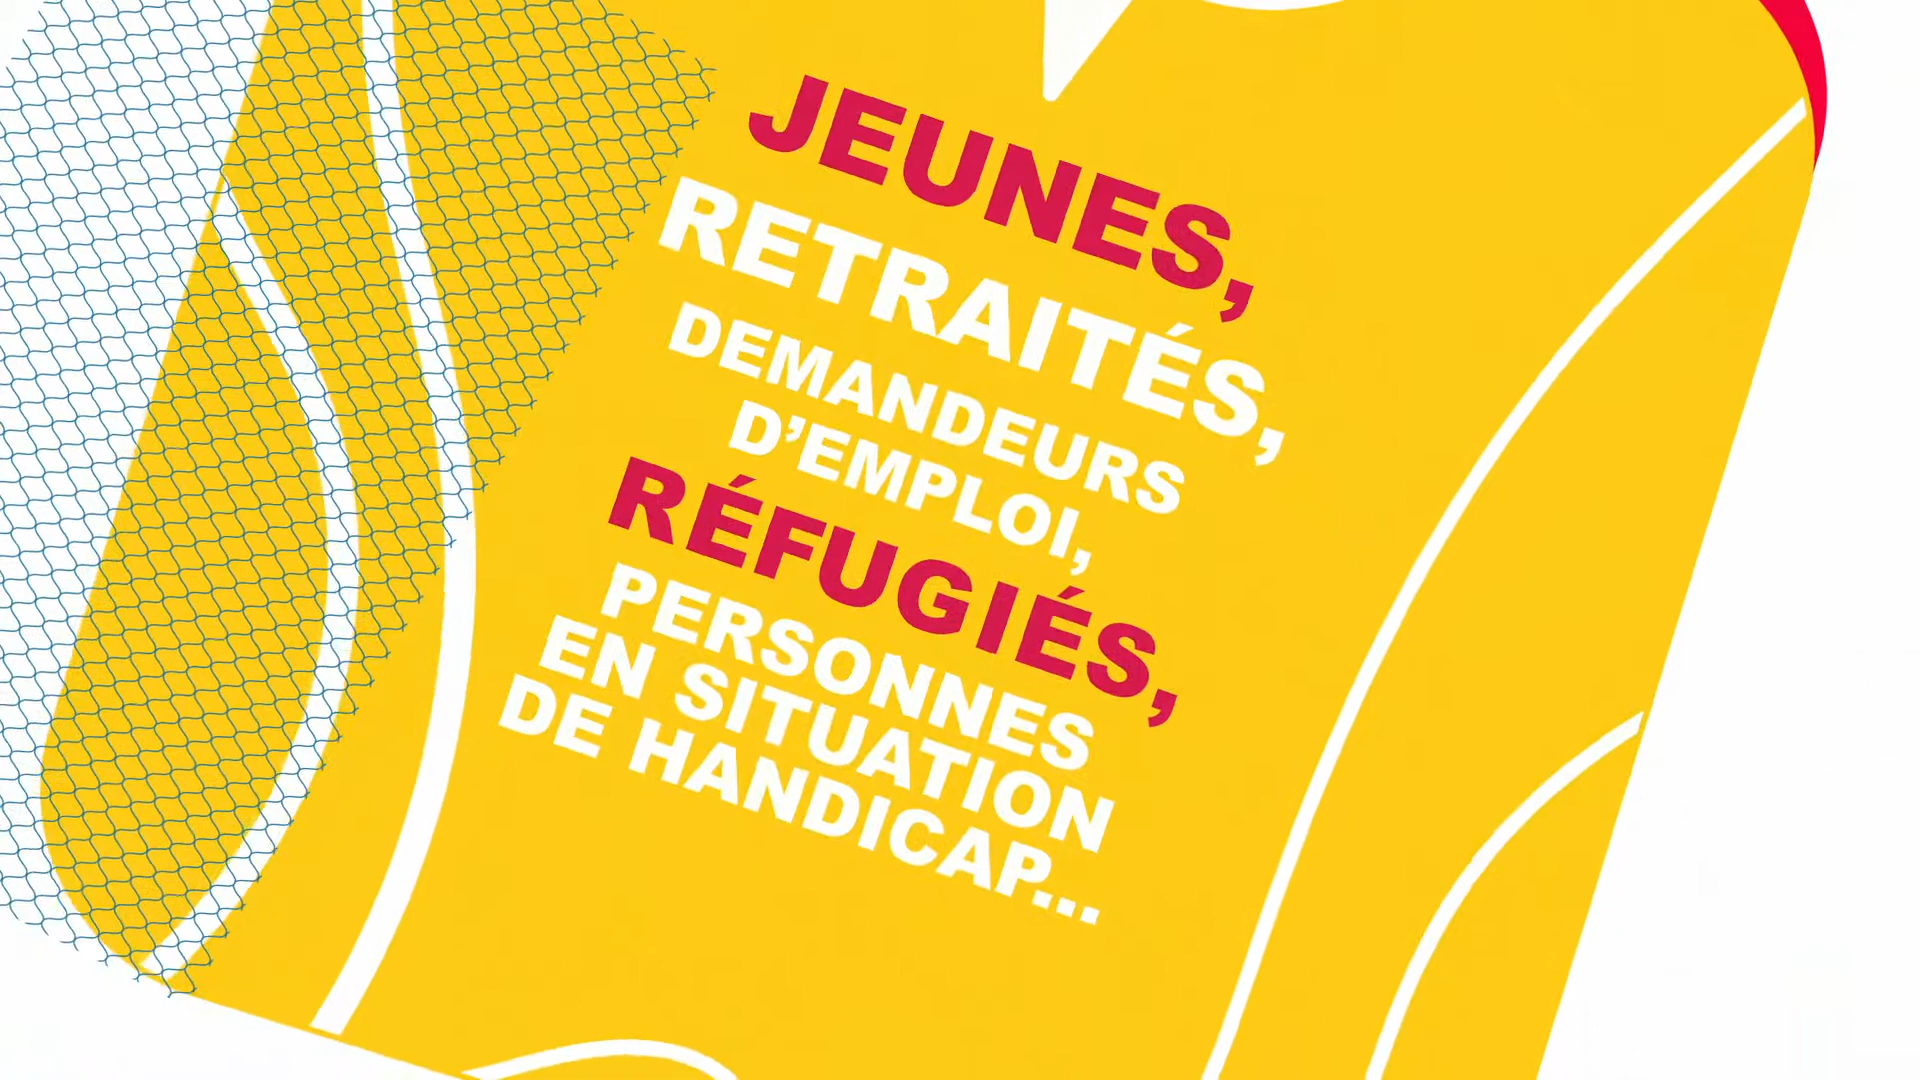 JEUNES,
RETRAITÉS,
DEMANDEURS
D’EMPLOI,
RÉFUGIÉS,
PERSONNES
EN SITUATION
DE HANDICAP...